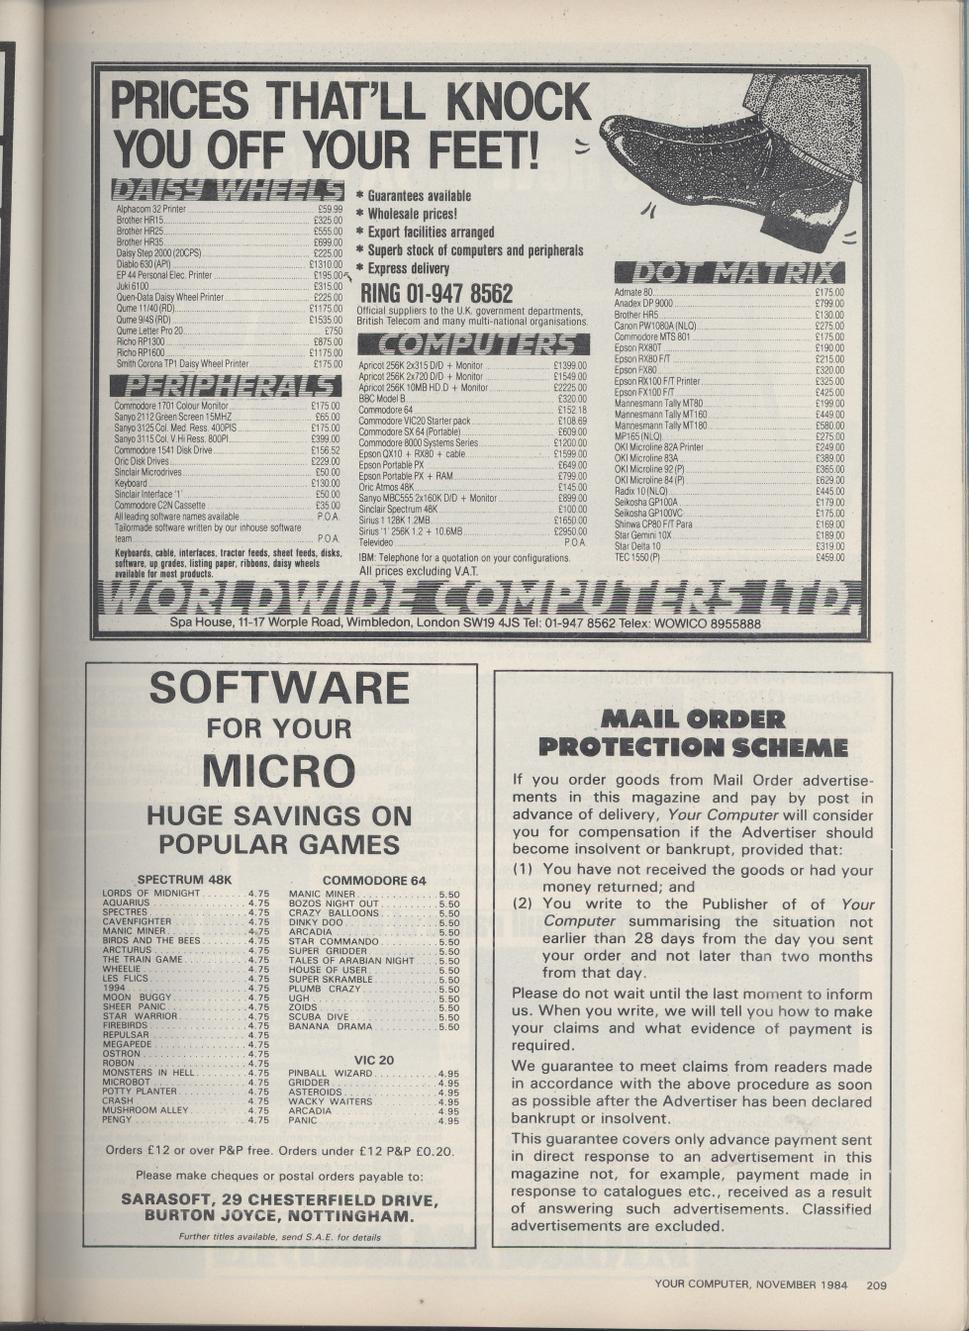 PRICES THAT'LL KNOCK
YOU OFF YOUR FEET!
DAISY WHEELS
Alphacom 32 Printer £59.99
Brother HR15 £325.00
Brother HR25 £555.00
Brother HR35 £699.00
Daisy Step 2000 (20CPS) £225.00
Diablo 630 (API) £1310.00
EP 44 Personal Elec. Printer £195.00
Juki 6100 £315.00
Quen-Data Daisy Wheel Printer £225.00
Qume 11/40 (RD) £1175.00
Qume 9/45 (RD) £1535.00
Qume Letter Pro 20 £750
Richo RP1300 £875.00
Richo RP1600 £1175.00
Smith Corona TP1 Daisy Wheel Printer £175.00
PERIPHERALS
Commodore 1701 Colour Monitor £175.00
Sanyo 2112 Green Screen 15MHZ £65.00
Sanyo 3125 Col. Med. Ress. 400PIS £175.00
Sanyo 3115 Col. V. Hi Ress. 800PI £399.00
Commodore 1541 Disk Drive £156.52
Oric Disk Drives £229.00
Sinclair Microdrives £50.00
Keyboard £130.00
Sinclair Interface '1' £50.00
Commodore C2N Cassette £35.00
All leading software names available P.O.A.
Tailormade software written by our inhouse software
team P.O.A.
Keyboards, cable, interfaces, tractor feeds, sheet feeds, disks,
software, up grades, listing paper, ribbons, daisy wheels
available for most products.
* Guarantees available
* Wholesale prices!
* Export facilities arranged
* Superb stock of computers and peripherals
* Express delivery
RING 01-947 8562
Official suppliers to the U.K. government departments,
British Telecom and many multi-national organisations.
COMPUTERS
Apricot 256K 2x315 D/D + Monitor £1399.00
Apricot 256K 2x720 D/D + Monitor £1549.00
Apricot 256K 10MB HD.D + Monitor £2225.00
BBC Model B £320.00
Commodore 64 £152.18
Commodore VIC20 Starter pack £108.69
Commodore SX 64 (Portable) £609.00
Commodore 8000 Systems Series £1200.00
Epson QX10 + RX80 + cable £1599.00
Epson Portable PX £649.00
Epson Portable PX + RAM £799.00
Oric Atmos 48K £145.00
Sanyo MBC555 2x160K D/D + Monitor £899.00
Sinclair Spectrum 48K £100.00
Sirius 1 128K 1.2MB £1650.00
Sirius '1' 256K 1.2 + 10.6MB £2950.00
Televideo P.O.A.
IBM: Telephone for a quotation on your configurations.
All prices excluding V.A.T.
DOT MATRIX
Admate 80 £175.00
Anadex DP 9000 £799.00
Brother HR5 £130.00
Canon PW1080A (NLQ) £275.00
Commodore MTS 801 £175.00
Epson RX80T £190.00
Epson RX80 F/T £215.00
Epson FX80 £320.00
Epson RX100 F/T Printer £325.00
Epson FX100 F/T £425.00
Mannesmann Tally MT80 £199.00
Mannesmann Tally MT160 £449.00
Mannesmann Tally MT180 £580.00
MP165 (NLQ) £275.00
OKI Microline 82A Printer £249.00
OKI Microline 83A £389.00
OKI Microline 92 (P) £365.00
OKI Microline 84 (P) £629.00
Radix 10 (NLQ) £445.00
Seikosha GP100A £179.00
Seikosha GP100VC £175.00
Shinwa CP80 F/T Para £169.00
Star Gemini 10X £189.00
Star Delta 10 £319.00
TEC 1550 (P) £459.00
WORLDWIDE COMPUTERS LTD.
Spa House, 11-17 Worple Road, Wimbledon, London SW19 4JS Tel: 01-947 8562 Telex: WOWICO 8955888
SOFTWARE
FOR YOUR
MICRO
HUGE SAVINGS ON
POPULAR GAMES
SPECTRUM 48K
LORDS OF MIDNIGHT 4.75
AQUARIUS 4.75
SPECTRES 4.75
CAVENFIGHTER 4.75
MANIC MINER 4.75
BIRDS AND THE BEES 4.75
ARCTURUS 4.75
THE TRAIN GAME 4.75
WHEELIE 4.75
LES FLICS 4.75
1994 4.75
MOON BUGGY 4.75
SHEER PANIC 4.75
STAR WARRIOR 4.75
FIREBIRDS 4.75
REPULSAR 4.75
MEGAPEDE 4.75
OSTRON 4.75
ROBON 4.75
MONSTERS IN HELL 4.75
MICROBOT 4.75
POTTY PLANTER 4.75
CRASH 4.75
MUSHROOM ALLEY 4.75
PENGY 4.75
COMMODORE 64
MANIC MINER 5.50
BOZOS NIGHT OUT 5.50
CRAZY BALLOONS 5.50
DINKY DOO 5.50
ARCADIA 5.50
STAR COMMANDO 5.50
SUPER GRIDDER 5.50
TALES OF ARABIAN NIGHT 5.50
HOUSE OF USER 5.50
SUPER SKRAMBLE 5.50
PLUMB CRAZY 5.50
UGH 5.50
ZOIDS 5.50
SCUBA DIVE 5.50
BANANA DRAMA 5.50
VIC 20
PINBALL WIZARD 4.95
GRIDDER 4.95
ASTEROIDS 4.95
WACKY WAITERS 4.95
ARCADIA 4.95
PANIC 4.95
Orders £12 or over P&P free. Orders under £12 P&P £0.20.
Please make cheques or postal orders payable to:
SARASOFT, 29 CHESTERFIELD DRIVE,
BURTON JOYCE, NOTTINGHAM.
Further titles available, send S.A.E. for details
MAIL ORDER
PROTECTION SCHEME
If you order goods from Mail Order advertise-
ments in this magazine and pay by post in
advance of delivery, Your Computer will consider
you for compensation if the Advertiser should
become insolvent or bankrupt, provided that:
(1) You have not received the goods or had your
money returned; and
(2) You write to the Publisher of of Your
Computer summarising the situation not
earlier than 28 days from the day you sent
your order and not later than two months
from that day.
Please do not wait until the last moment to inform
us. When you write, we will tell you how to make
your claims and what evidence of payment is
required.
We guarantee to meet claims from readers made
in accordance with the above procedure as soon
as possible after the Advertiser has been declared
bankrupt or insolvent.
This guarantee covers only advance payment sent
in direct response to an advertisement in this
magazine not, for example, payment made in
response to catalogues etc., received as a result
of answering such advertisements. Classified
advertisements are excluded.
YOUR COMPUTER, NOVEMBER 1984 209